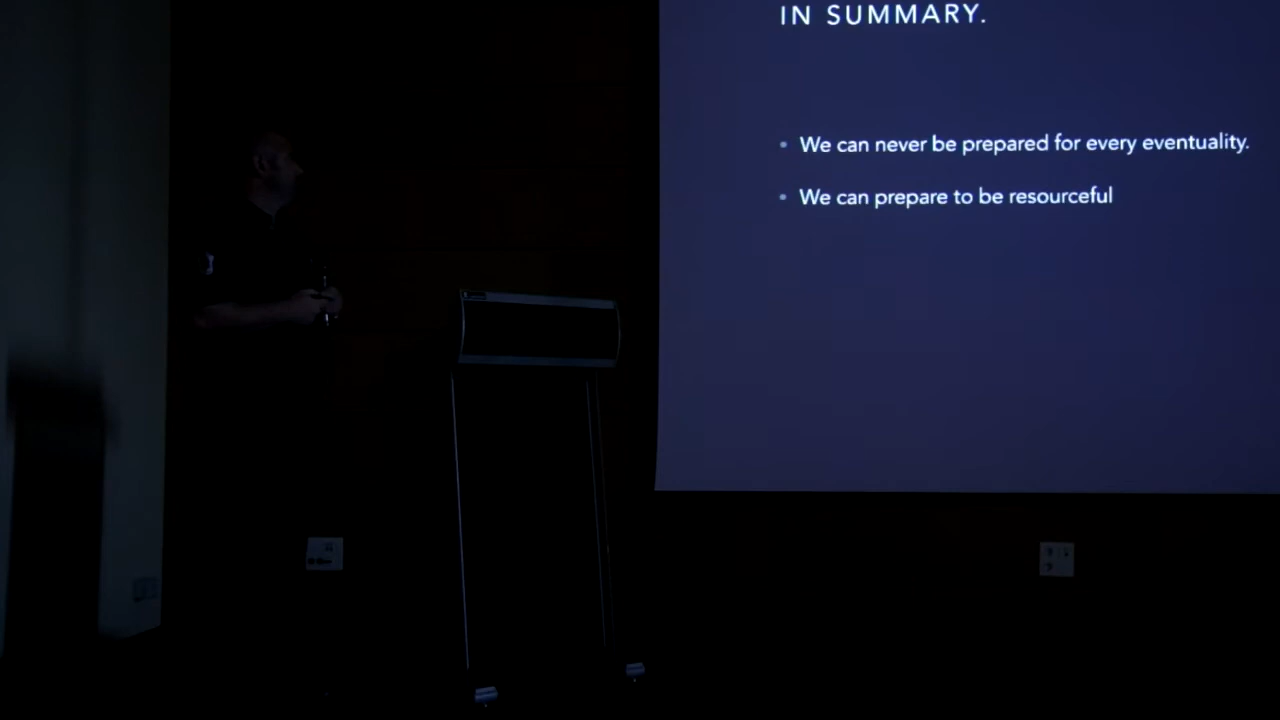 IN SUMMARY.
We can never be prepared for every eventuality.
We can prepare to be resourceful